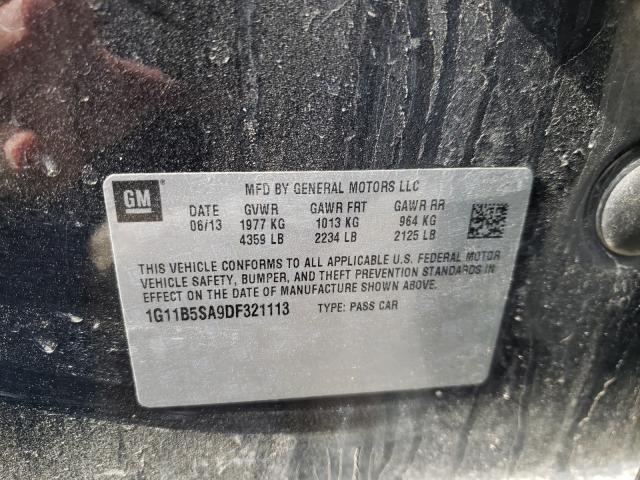 GM
MFD BY GENERAL MOTORS LLC
DATE GVWR GAWR FRT GAWR RR
06/13 1977 KG 1013 KG 964 KG
4359 LB 2234 LB 2125 LB
THIS VEHICLE CONFORMS TO ALL APPLICABLE U.S. FEDERAL MOTOR
VEHICLE SAFETY, BUMPER, AND THEFT PREVENTION STANDARDS IN
EFFECT ON THE DATE OF MANUFACTURE SHOWN ABOVE.
1G11B5SA9DF321113 TYPE: PASS CAR